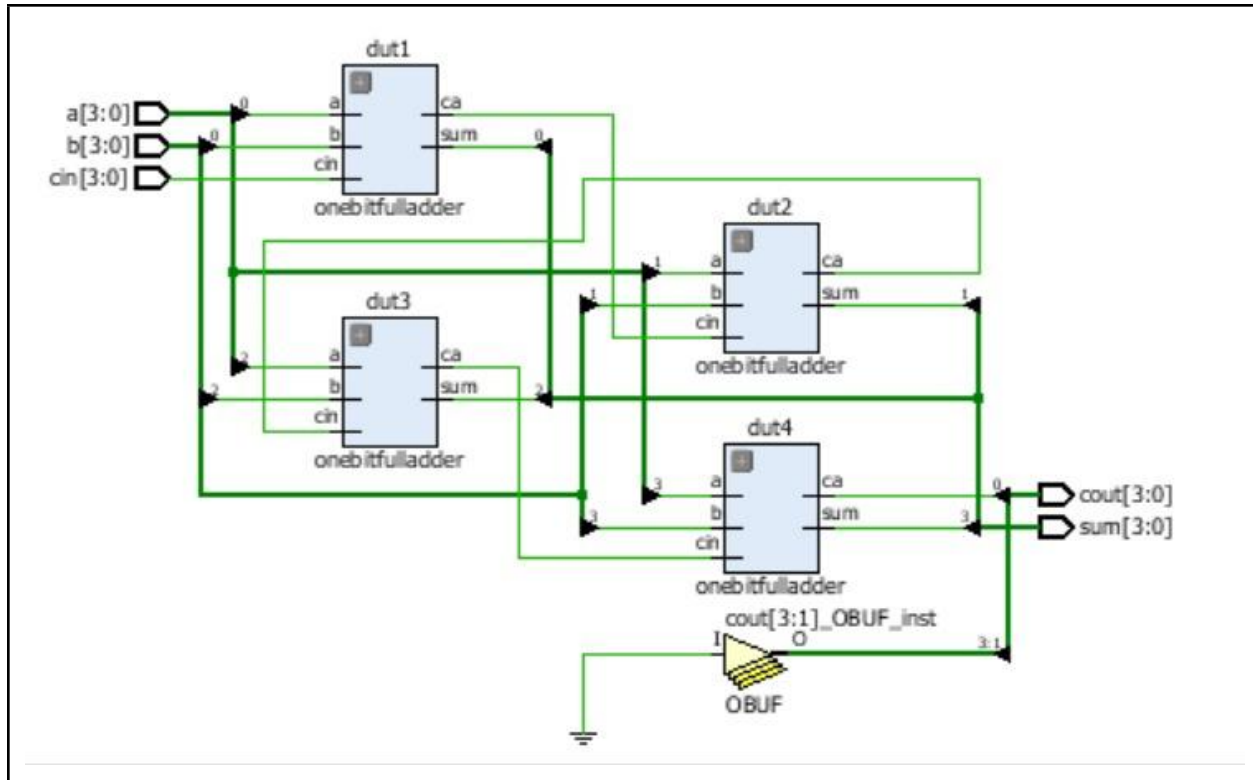 dut1
a[3:0]
0
a
ca
b[3:0]
0
b
sum
0
cin[3:0]
cin
onebitfulladder
dut2
1
a
ca
1
b
sum
1
cin
onebitfulladder
dut3
2
a
ca
2
b
sum
2
cin
onebitfulladder
dut4
3
a
ca
0
cout[3:0]
3
b
sum
3
sum[3:0]
cin
onebitfulladder
cout[3:1]_OBUF_inst
I
O
3:1
OBUF